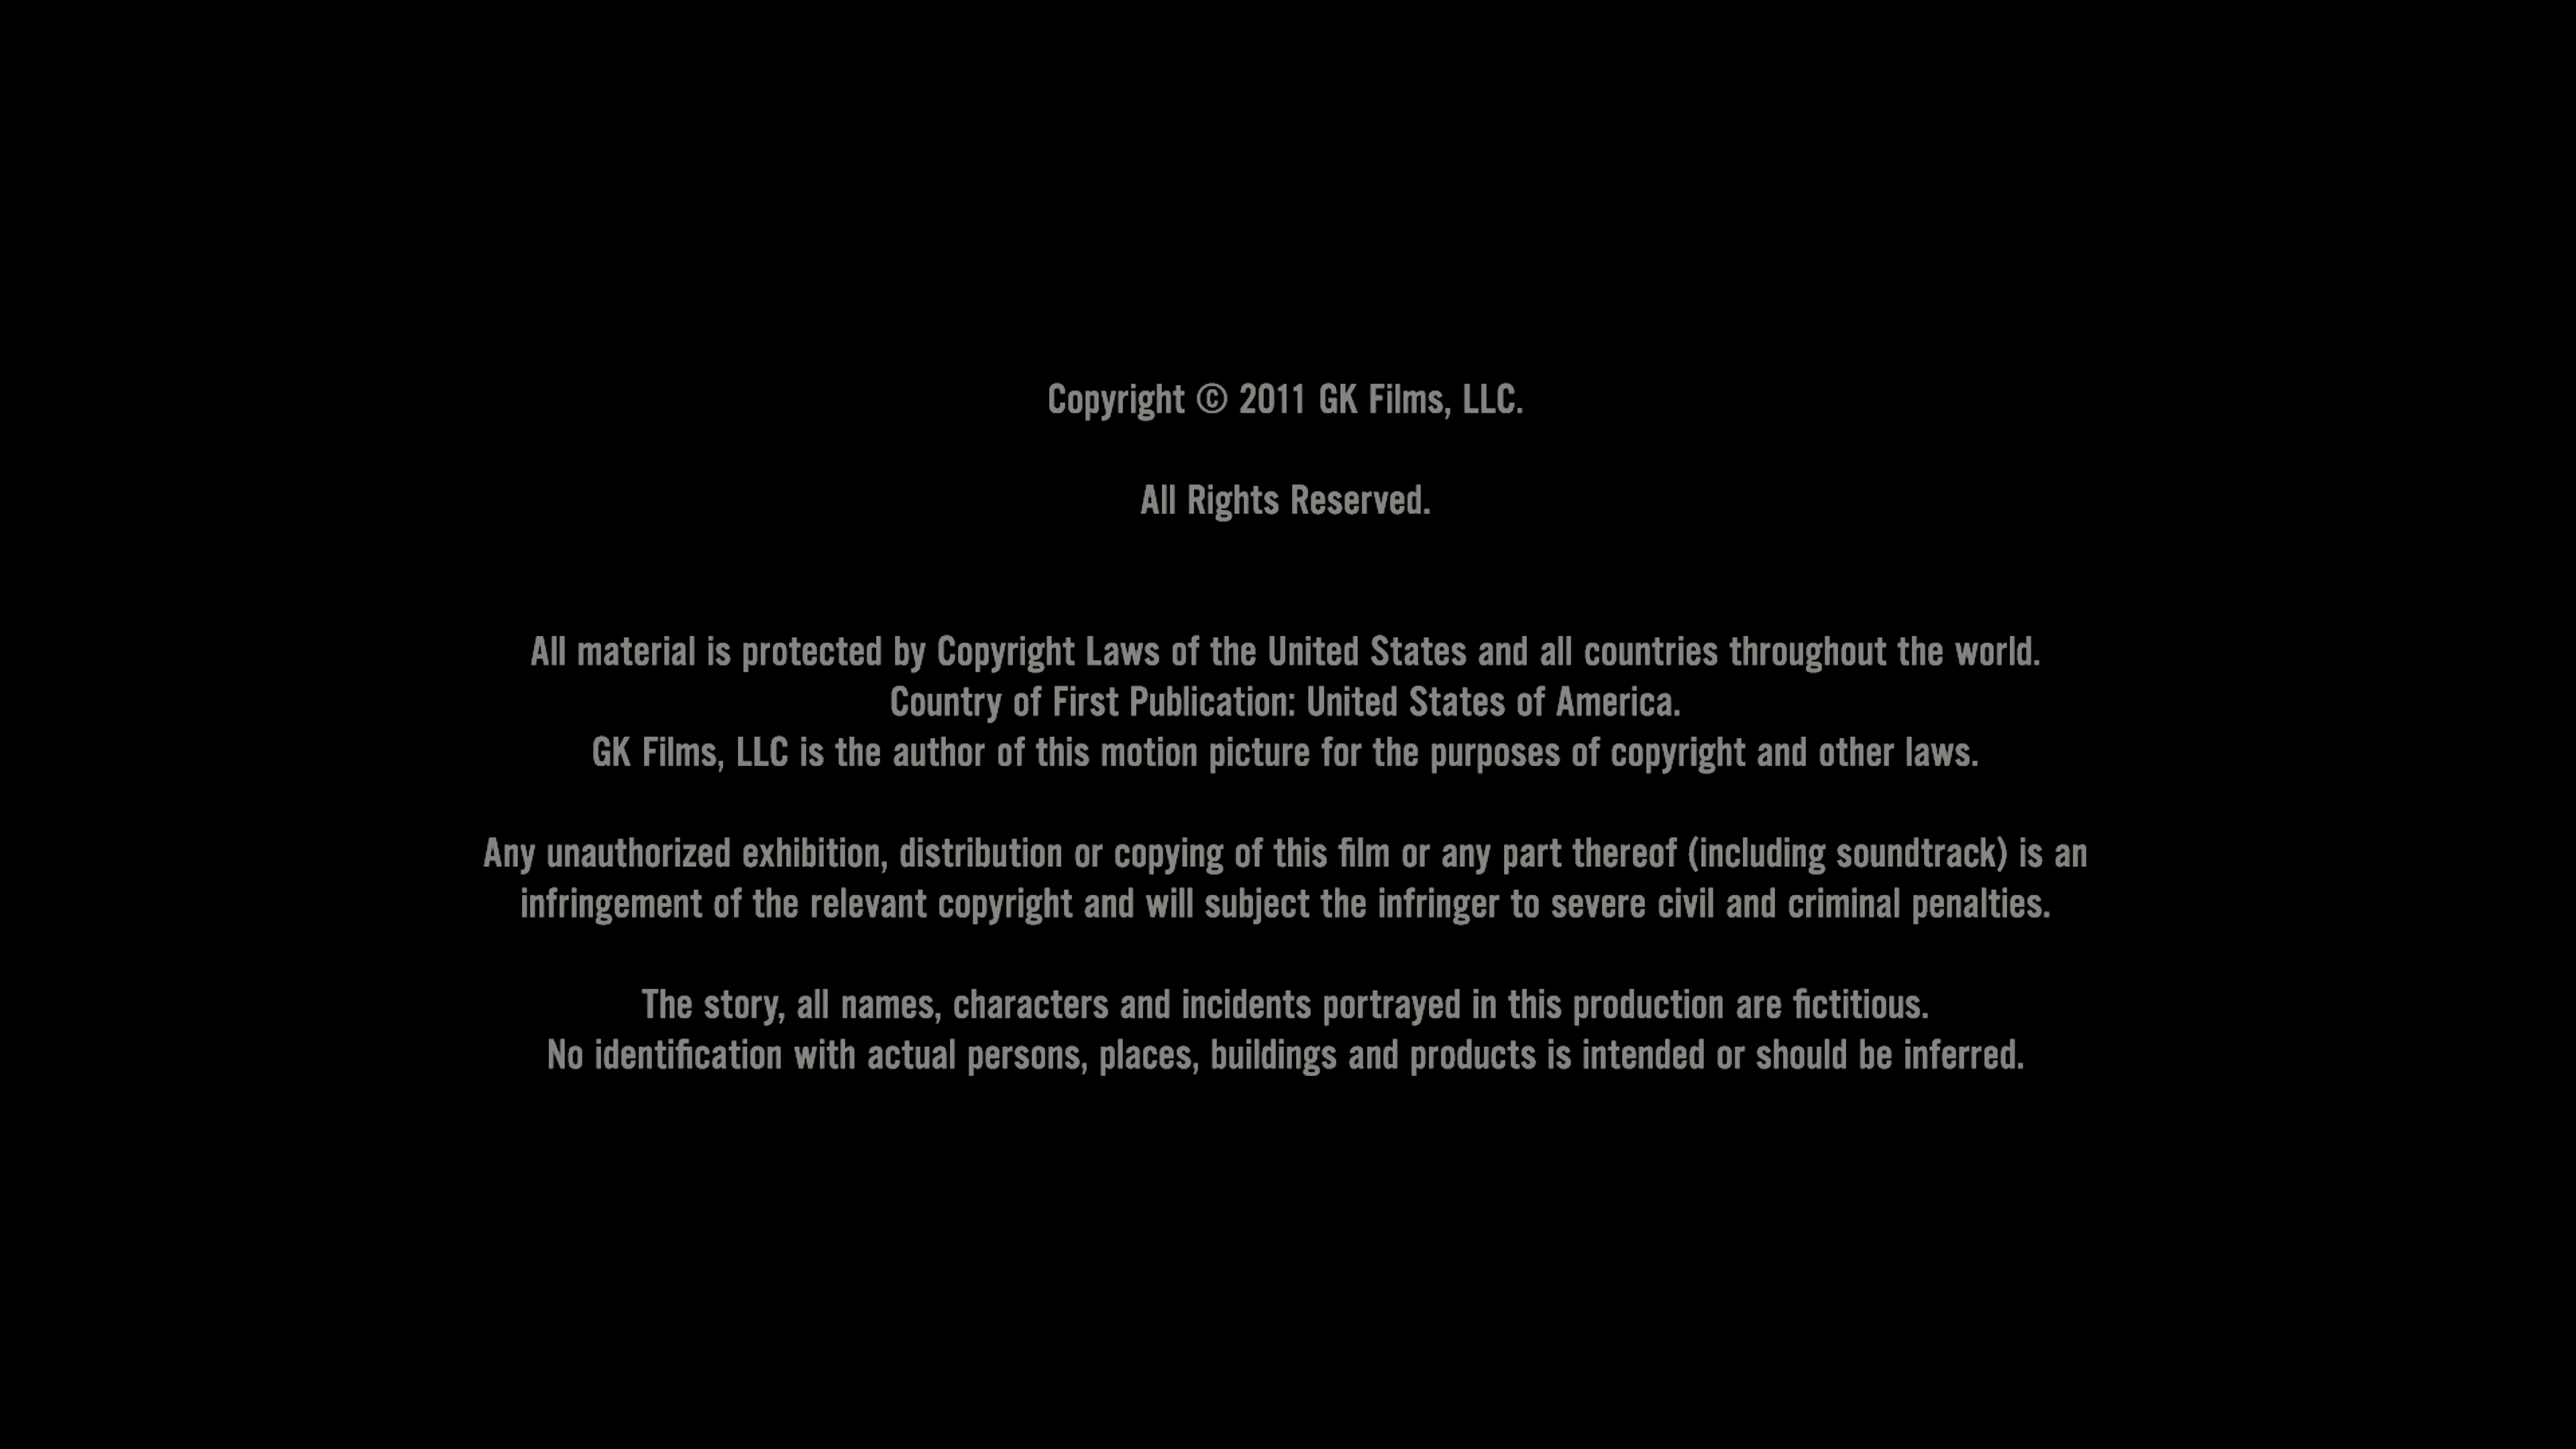 Copyright © 2011 GK Films, LLC.
All Rights Reserved.
All material is protected by Copyright Laws of the United States and all countries throughout the world.
Country of First Publication: United States of America.
GK Films, LLC is the author of this motion picture for the purposes of copyright and other laws.
Any unauthorized exhibition, distribution or copying of this film or any part thereof (including soundtrack) is an
infringement of the relevant copyright and will subject the infringer to severe civil and criminal penalties.
The story, all names, characters and incidents portrayed in this production are fictitious.
No identification with actual persons, places, buildings and products is intended or should be inferred.